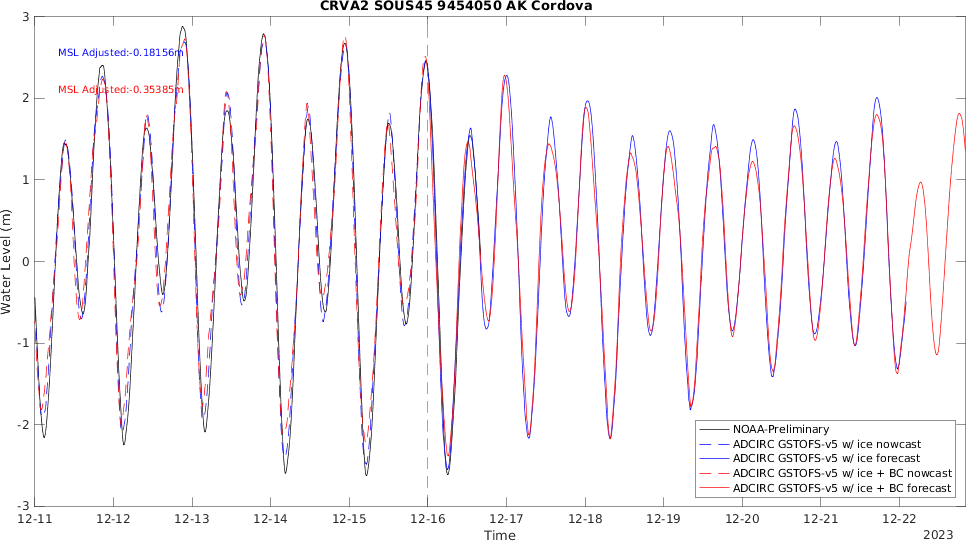 CRVA2 SOUS45 9454050 AK Cordova
MSL Adjusted:-0.18156m
MSL Adjusted:-0.35385m
3
2
1
0
-1
-2
-3
Water Level (m)
NOAA-Preliminary
ADCIRC GSTOFS-v5 w/ ice nowcast
ADCIRC GSTOFS-v5 w/ ice forecast
ADCIRC GSTOFS-v5 w/ ice + BC nowcast
ADCIRC GSTOFS-v5 w/ ice + BC forecast
12-11 12-12 12-13 12-14 12-15 12-16 12-17 12-18 12-19 12-20 12-21 12-22
Time
2023